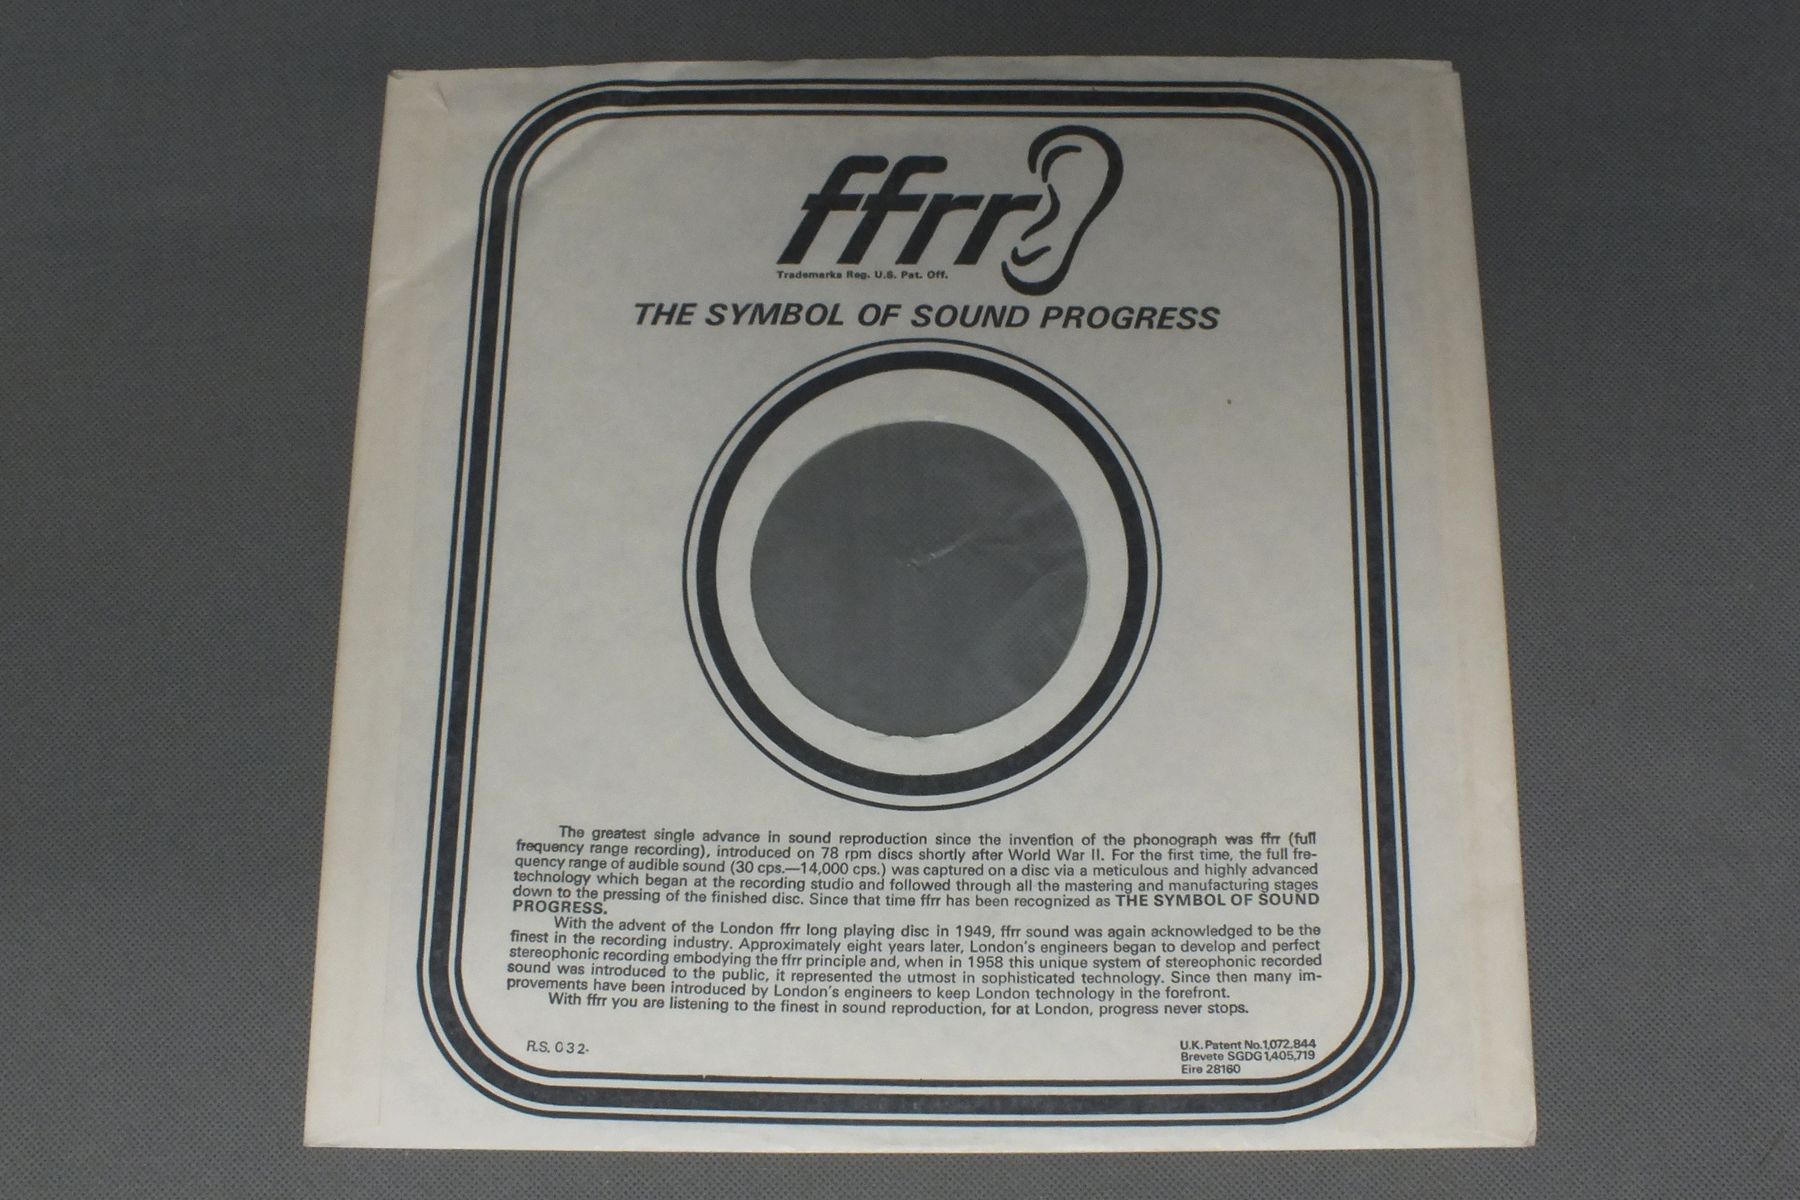 ffrr
Trademarks Reg. U.S. Pat. Off.
THE SYMBOL OF SOUND PROGRESS
The greatest single advance in sound reproduction since the invention of the phonograph was ffrr (full
frequency range recording), introduced on 78 rpm discs shortly after World War II. For the first time, the full fre-
quency range of audible sound (30 cps.—14,000 cps.) was captured on a disc via a meticulous and highly advanced
technology which began at the recording studio and followed through all the mastering and manufacturing stages
down to the pressing of the finished disc. Since that time ffrr has been recognized as THE SYMBOL OF SOUND
PROGRESS.
With the advent of the London ffrr long playing disc in 1949, ffrr sound was again acknowledged to be the
finest in the recording industry. Approximately eight years later, London's engineers began to develop and perfect
stereophonic recording embodying the ffrr principle and, when in 1958 this unique system of stereophonic recorded
sound was introduced to the public, it represented the utmost in sophisticated technology. Since then many im-
provements have been introduced by London's engineers to keep London technology in the forefront.
With ffrr you are listening to the finest in sound reproduction, for at London, progress never stops.
R.S. 032-
U.K. Patent No.1,072,844
Brevete SGDG 1,405,719
Eire 28160